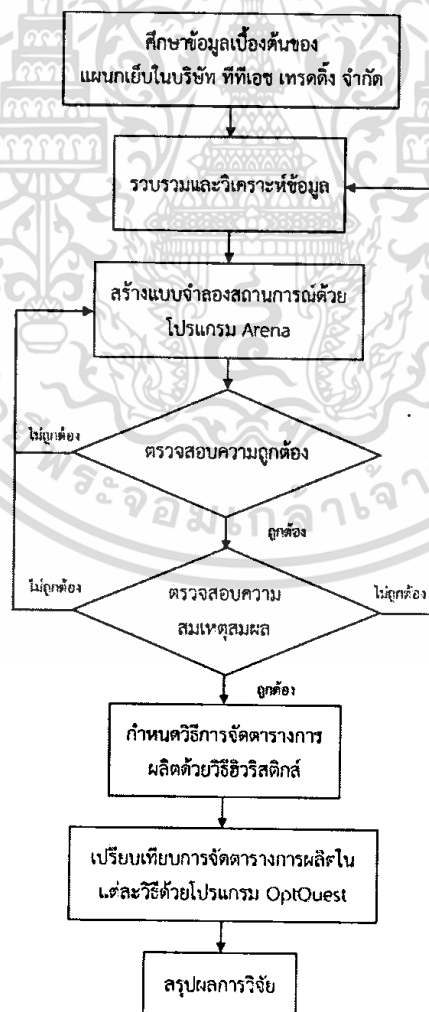 ศึกษาข้อมูลเบื้องต้นของ
แผนกเย็บในบริษัท ทีทีเอช เทรดดิ้ง จำกัด
รวบรวมและวิเคราะห์ข้อมูล
สร้างแบบจำลองสถานการณ์ด้วย
โปรแกรม Arena
ไม่ถูกต้อง
ตรวจสอบความถูกต้อง
พระจอมเกล้าเจ้า
ถูกต้อง
ไม่ถูกต้อง
ตรวจสอบความ
สมเหตุสมผล
ไม่ถูกต้อง
ถูกต้อง
กำหนดวิธีการจัดตารางการ
ผลิตด้วยวิธีฮิวริสติกส์
เปรียบเทียบการจัดตารางการผลิตใน
แต่ละวิธีด้วยโปรแกรม OptQuest
สรุปผลการวิจัย